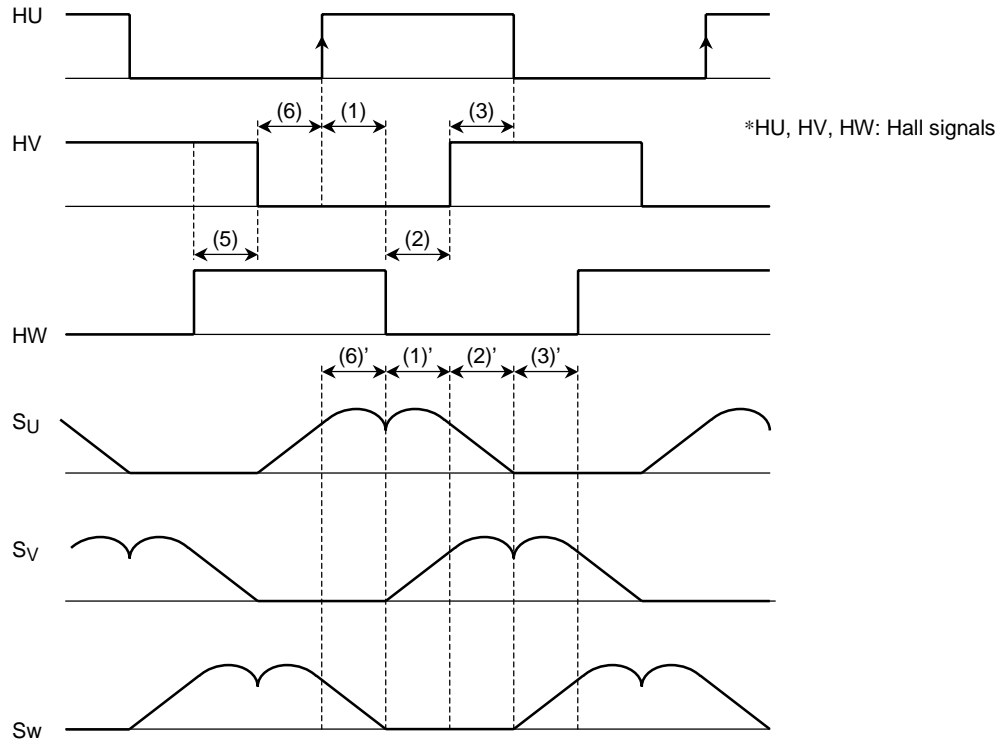 HU
(6) (1) (3)
*HU, HV, HW: Hall signals
HV
(5) (2)
HW
(6)’ (1)’ (2)’ (3)’
SU
SV
Sw